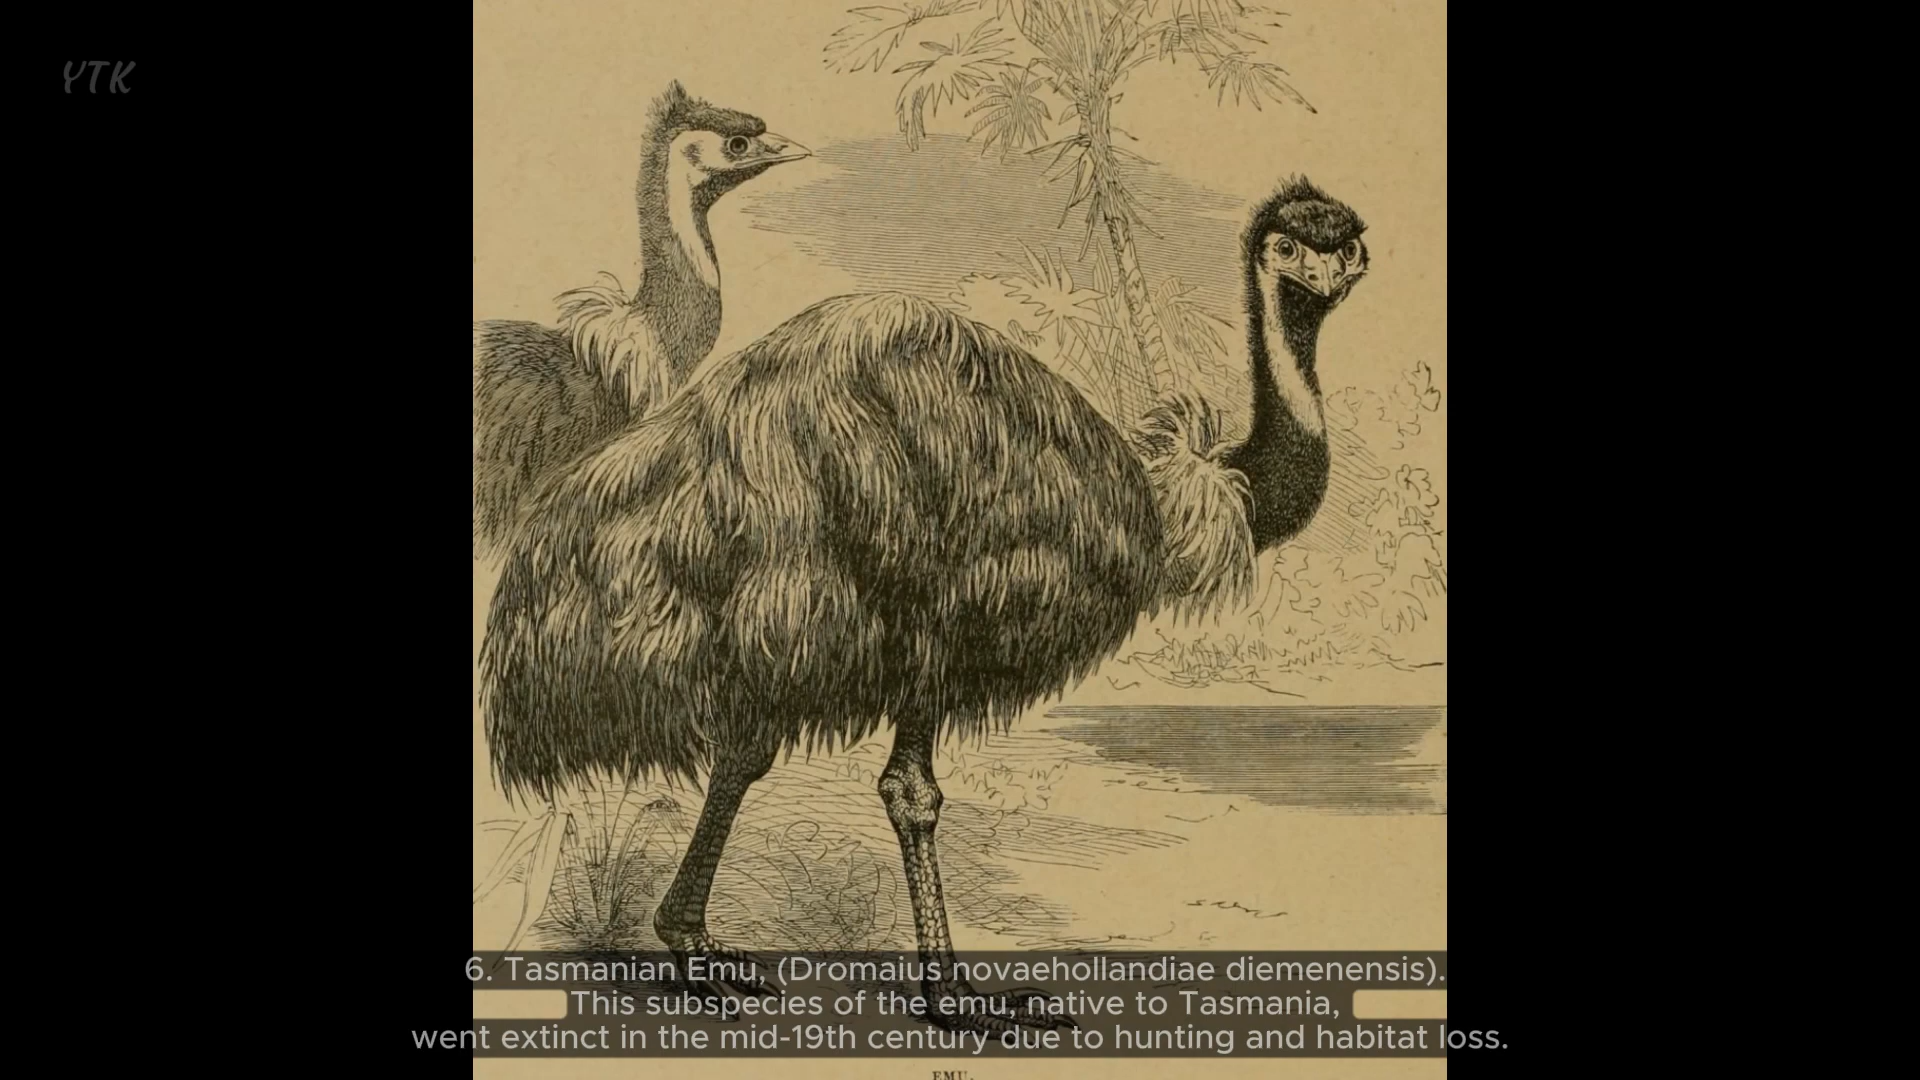 YTK
6. Tasmanian Emu, (Dromaius novaehollandiae diemenensis).
This subspecies of the emu, native to Tasmania,
went extinct in the mid-19th century due to hunting and habitat loss.
EMU.